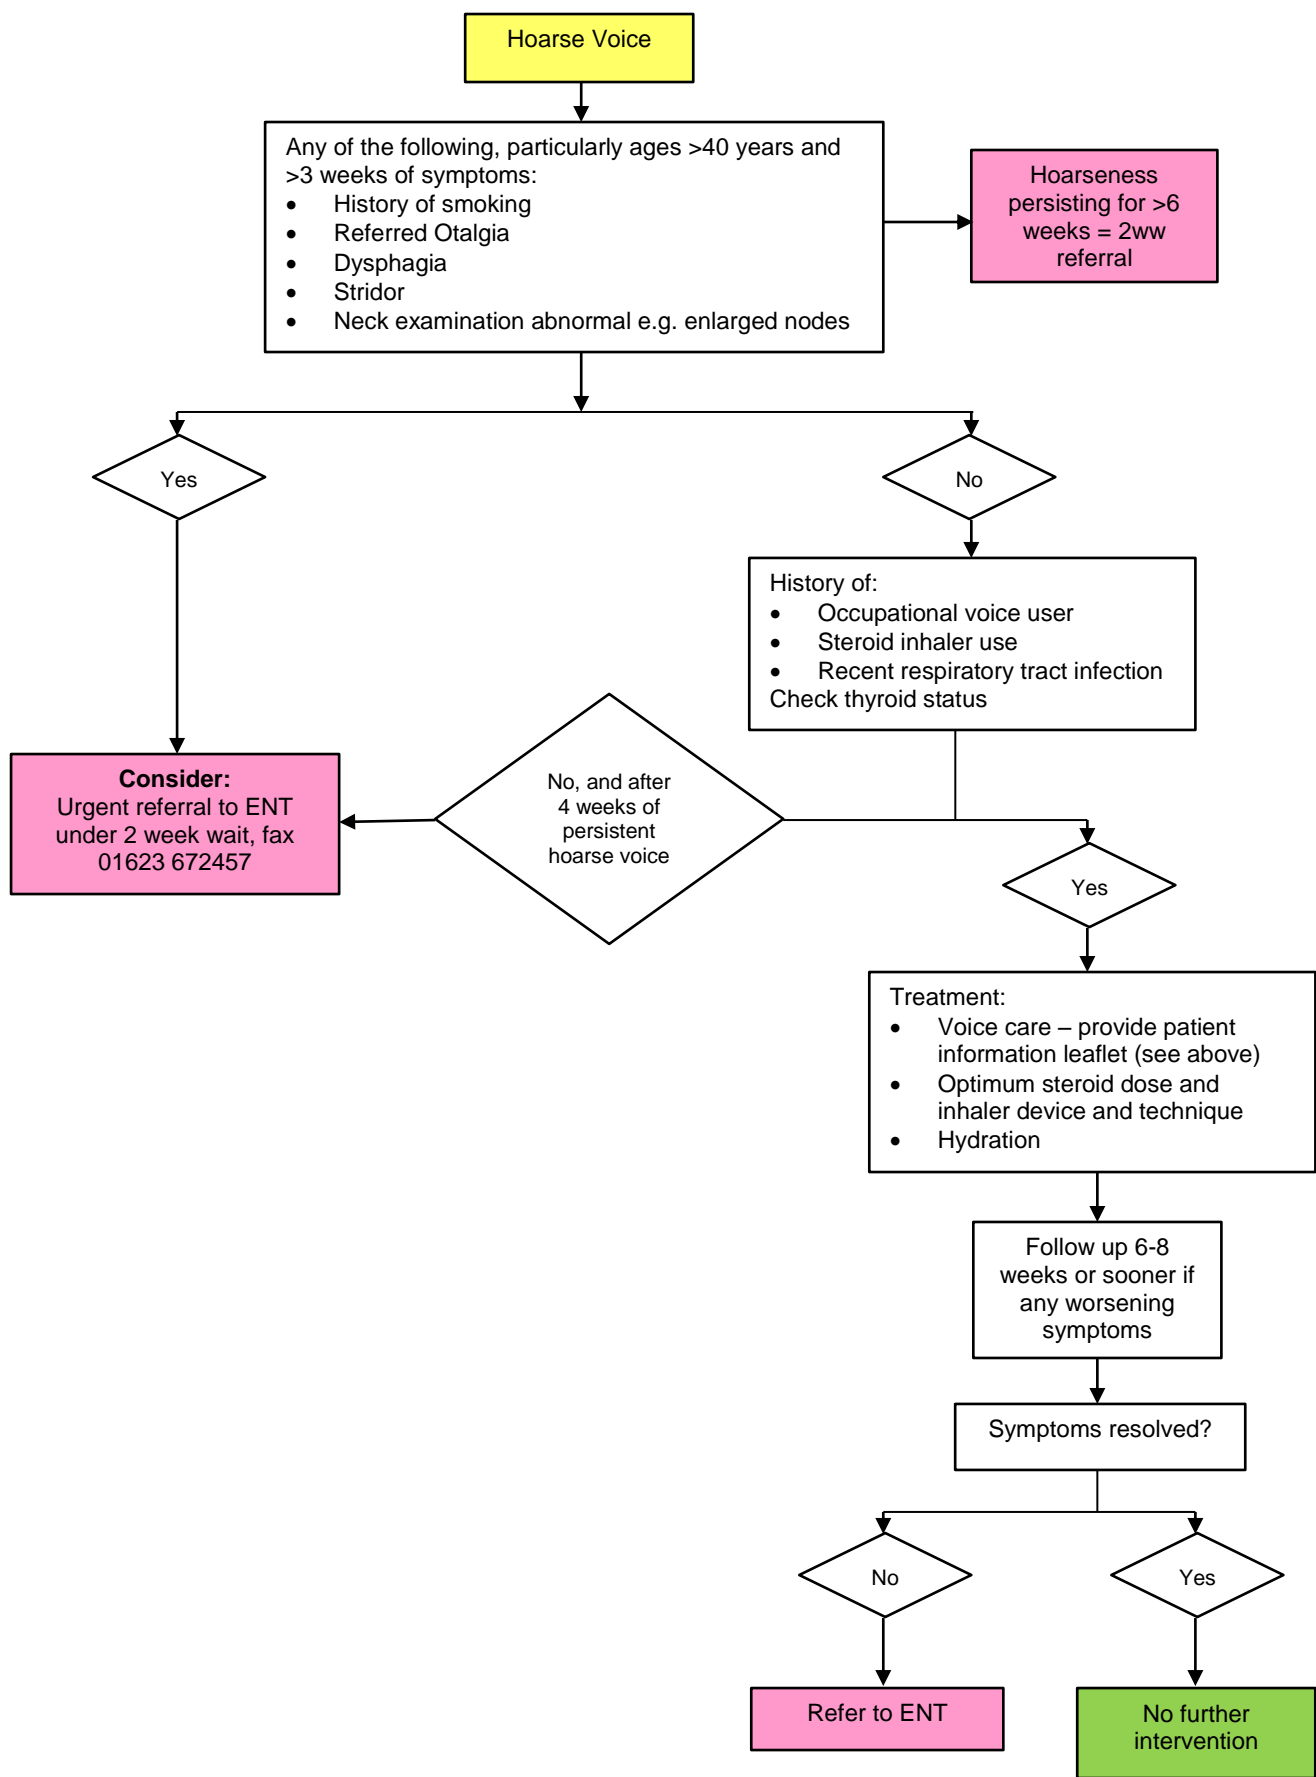 Hoarse Voice
Any of the following, particularly ages >40 years and
>3 weeks of symptoms:
• History of smoking
• Referred Otalgia
• Dysphagia
• Stridor
• Neck examination abnormal e.g. enlarged nodes
Hoarseness
persisting for >6
weeks = 2ww
referral
Yes
No
History of:
• Occupational voice user
• Steroid inhaler use
• Recent respiratory tract infection
Check thyroid status
Consider:
Urgent referral to ENT
under 2 week wait, fax
01623 672457
No, and after
4 weeks of
persistent
hoarse voice
Yes
Treatment:
• Voice care – provide patient
information leaflet (see above)
• Optimum steroid dose and
inhaler device and technique
• Hydration
Follow up 6-8
weeks or sooner if
any worsening
symptoms
Symptoms resolved?
No
Yes
Refer to ENT
No further
intervention